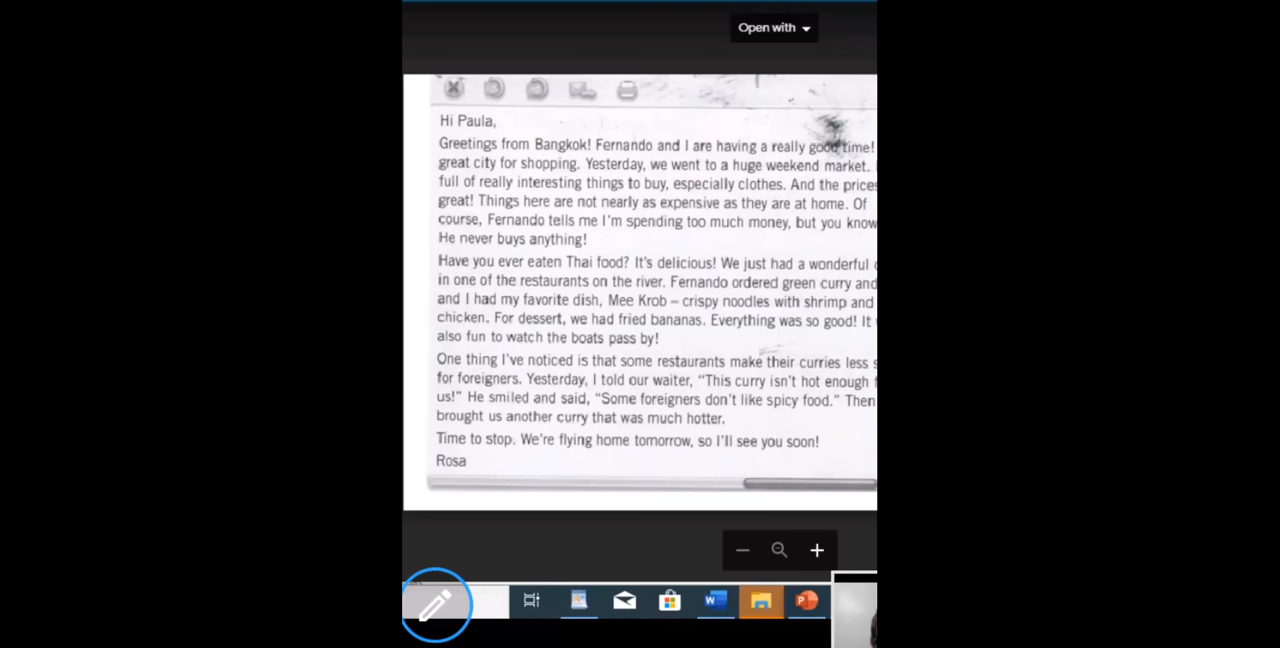 Open with
Hi Paula,
Greetings from Bangkok! Fernando and I are having a really good time!
great city for shopping. Yesterday, we went to a huge weekend market.
full of really interesting things to buy, especially clothes. And the prices
great! Things here are not nearly as expensive as they are at home. Of
course, Fernando tells me I'm spending too much money, but you know
He never buys anything!
Have you ever eaten Thai food? It's delicious! We just had a wonderful
in one of the restaurants on the river. Fernando ordered green curry and
and I had my favorite dish, Mee Krob – crispy noodles with shrimp and
chicken. For dessert, we had fried bananas. Everything was so good! It
also fun to watch the boats pass by!
One thing I've noticed is that some restaurants make their curries less
for foreigners. Yesterday, I told our waiter, "This curry isn't hot enough
us!" He smiled and said, "Some foreigners don't like spicy food." Then
brought us another curry that was much hotter.
Time to stop. We're flying home tomorrow, so I'll see you soon!
Rosa